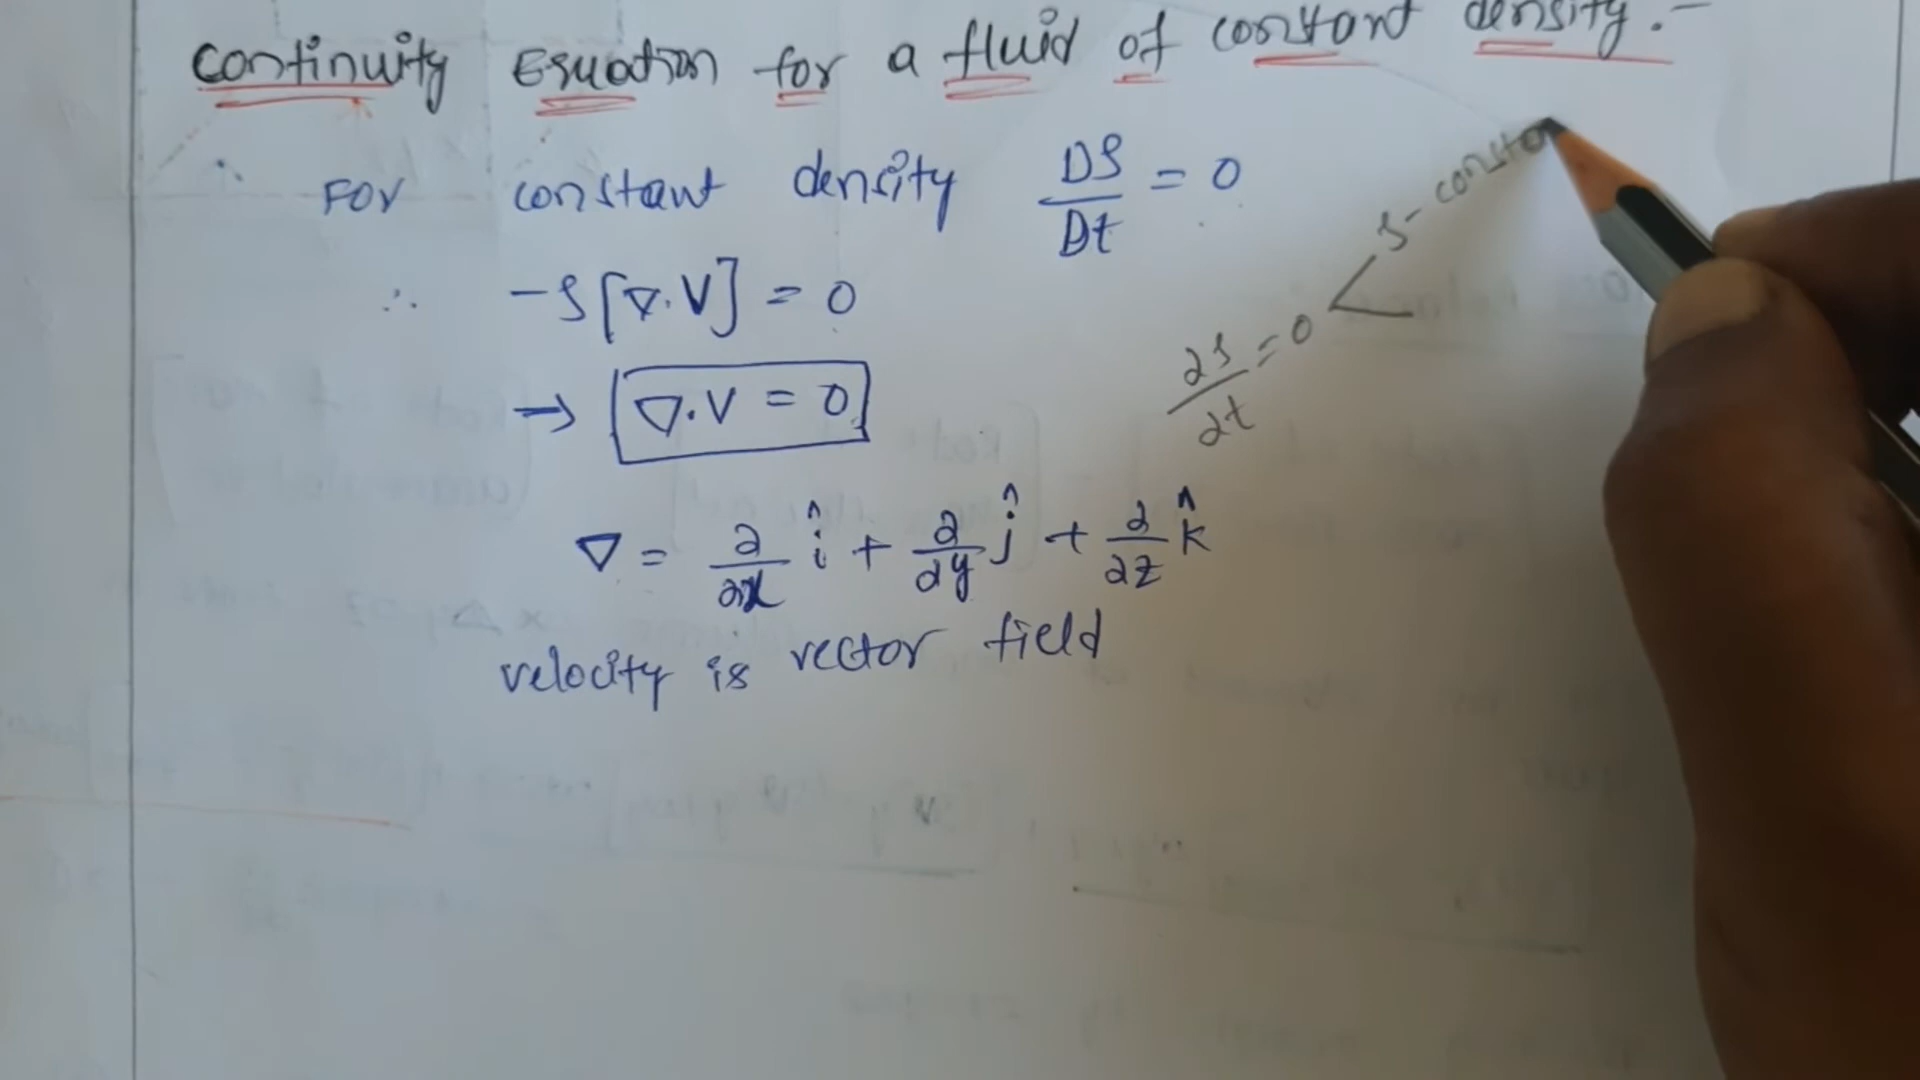 Continuity Equation for a fluid of constant density.-
For constant density Dρ/Dt = 0
∴ -ρ[∇.V] = 0
→ ∇.V = 0
∂ρ/∂t = 0 < ρ- consta
∇ = ∂/∂x î + ∂/∂y ĵ + ∂/∂z k̂
velocity is vector field